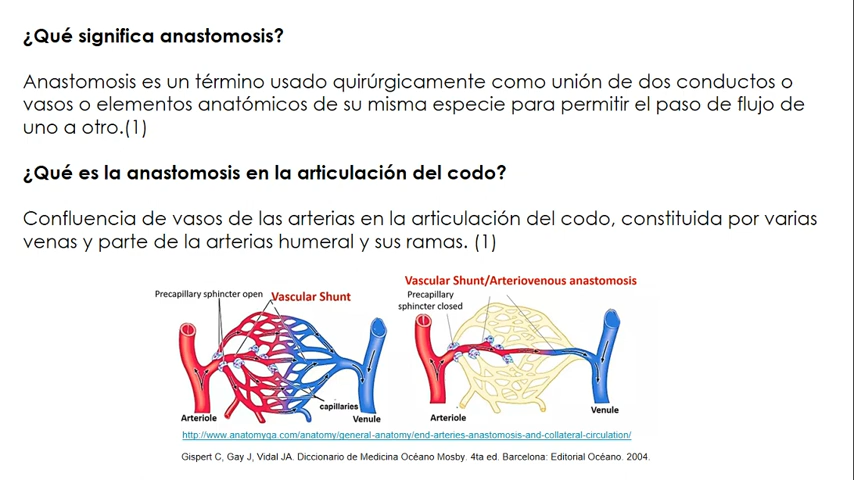 ¿Qué significa anastomosis?
Anastomosis es un término usado quirúrgicamente como unión de dos conductos o
vasos o elementos anatómicos de su misma especie para permitir el paso de flujo de
uno a otro.(1)
¿Qué es la anastomosis en la articulación del codo?
Confluencia de vasos de las arterias en la articulación del codo, constituida por varias
venas y parte de la arterias humeral y sus ramas. (1)
Precapillary sphincter open
Vascular Shunt
capillaries
Arteriole
Venule
Vascular Shunt/Arteriovenous anastomosis
Precapillary
sphincter closed
Arteriole
Venule
http://www.anatomyqa.com/anatomy/general-anatomy/end-arteries-anastomosis-and-collateral-circulation/
Gispert C, Gay J, Vidal JA. Diccionario de Medicina Océano Mosby. 4ta ed. Barcelona: Editorial Océano. 2004.